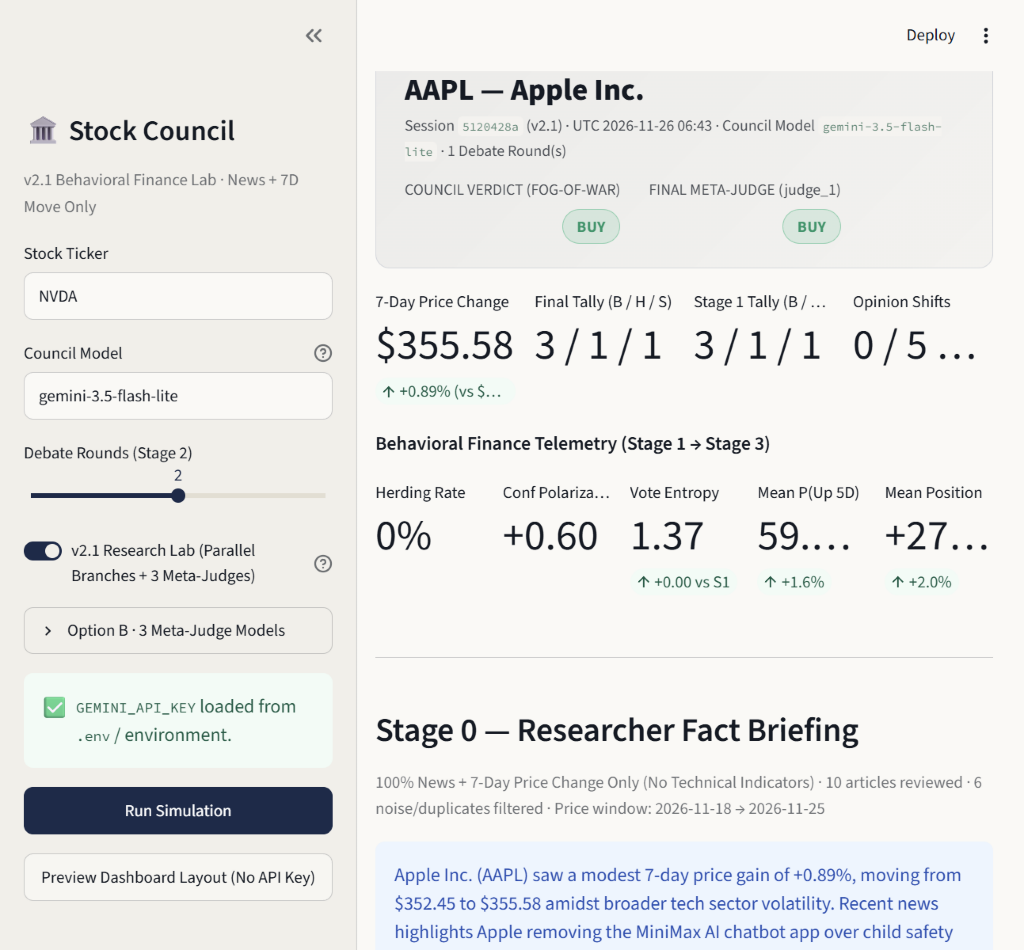 Stock Council
v2.1 Behavioral Finance Lab · News + 7D
Move Only
Stock Ticker
NVDA
Council Model
gemini-3.5-flash-lite
Debate Rounds (Stage 2)
2
v2.1 Research Lab (Parallel
Branches + 3 Meta-Judges)
Option B · 3 Meta-Judge Models
GEMINI_API_KEY loaded from
.env / environment.
Run Simulation
Preview Dashboard Layout (No API Key)
Deploy
AAPL — Apple Inc.
Session 5120428a (v2.1) · UTC 2026-11-26 06:43 · Council Model gemini-3.5-flash-
lite · 1 Debate Round(s)
COUNCIL VERDICT (FOG-OF-WAR) FINAL META-JUDGE (judge_1)
BUY BUY
7-Day Price Change Final Tally (B / H / S) Stage 1 Tally (B / … Opinion Shifts
$355.58 3 / 1 / 1 3 / 1 / 1 0 / 5 …
↑ +0.89% (vs $…
Behavioral Finance Telemetry (Stage 1 → Stage 3)
Herding Rate Conf Polariza… Vote Entropy Mean P(Up 5D) Mean Position
0% +0.60 1.37 59.… +27…
↑ +0.00 vs S1 ↑ +1.6% ↑ +2.0%
Stage 0 — Researcher Fact Briefing
100% News + 7-Day Price Change Only (No Technical Indicators) · 10 articles reviewed · 6
noise/duplicates filtered · Price window: 2026-11-18 → 2026-11-25
Apple Inc. (AAPL) saw a modest 7-day price gain of +0.89%, moving from
$352.45 to $355.58 amidst broader tech sector volatility. Recent news
highlights Apple removing the MiniMax AI chatbot app over child safety